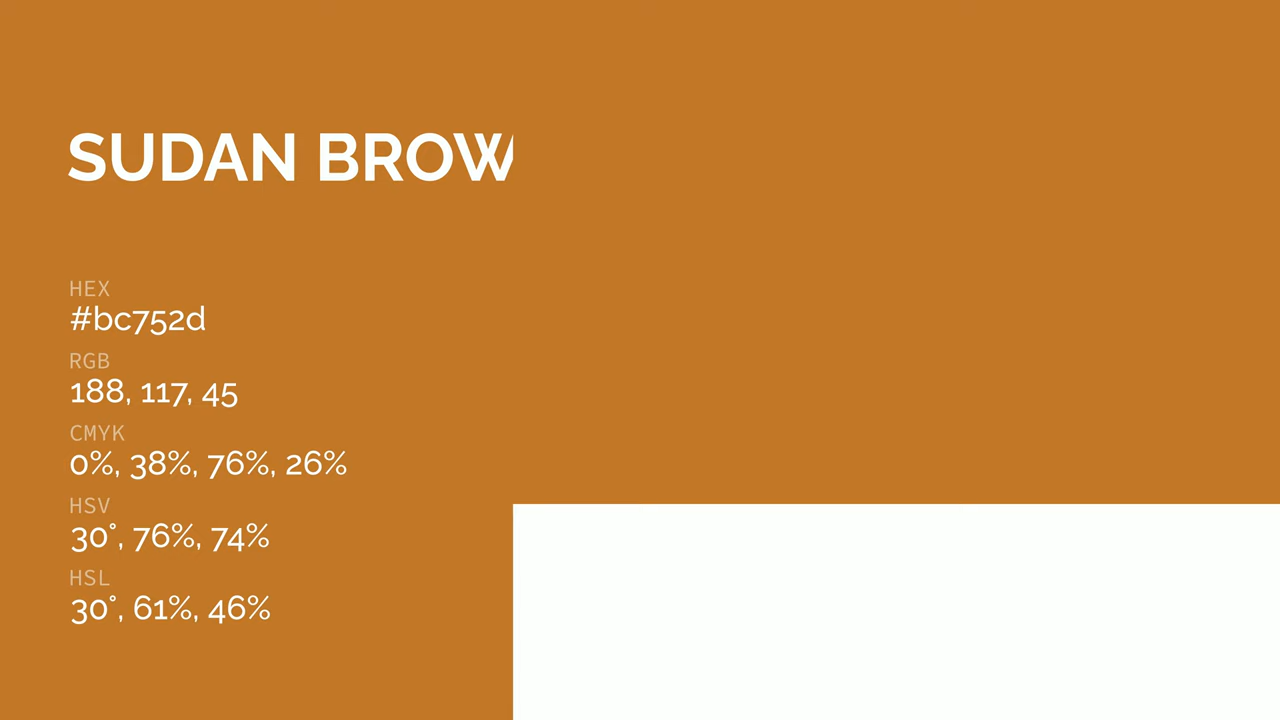 SUDAN BROW
HEX
#bc752d
RGB
188, 117, 45
CMYK
0%, 38%, 76%, 26%
HSV
30°, 76%, 74%
HSL
30°, 61%, 46%